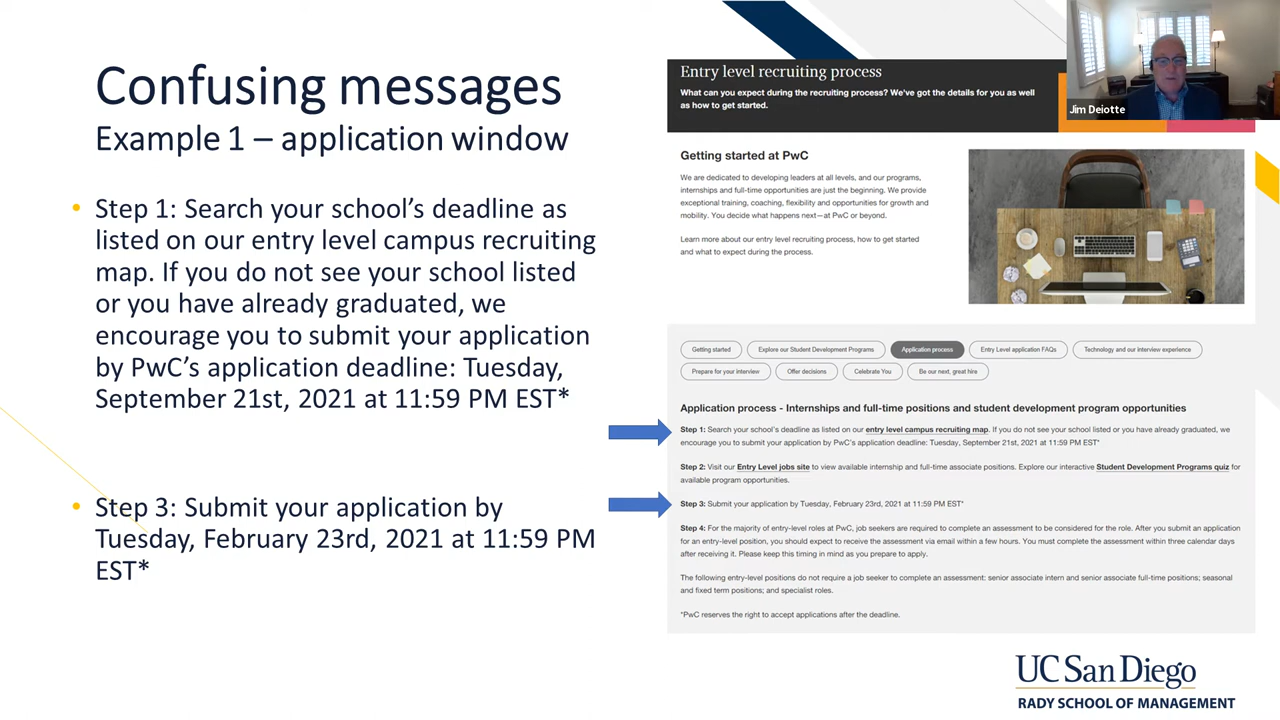 Confusing messages
Example 1 – application window
• Step 1: Search your school's deadline as
listed on our entry level campus recruiting
map. If you do not see your school listed
or you have already graduated, we
encourage you to submit your application
by PwC's application deadline: Tuesday,
September 21st, 2021 at 11:59 PM EST*
• Step 3: Submit your application by
Tuesday, February 23rd, 2021 at 11:59 PM
EST*
Entry level recruiting process
What can you expect during the recruiting process? We've got the details for you as well
as how to get started.
Jim Deiotte
Getting started at PwC
We are dedicated to developing leaders at all levels, and our programs,
internships and full-time opportunities are just the beginning. We provide
exceptional training, coaching, flexibility and opportunities for growth and
mobility. You decide what happens next—at PwC or beyond.
Learn more about our entry level recruiting process, how to get started
and what to expect during the process.
Getting started
Explore our Student Development Programs
Application process
Entry Level application FAQs
Technology and our interview experience
Prepare for your interview
Offer decisions
Celebrate You
Be our next, great hire
Application process - Internships and full-time positions and student development program opportunities
Step 1: Search your school's deadline as listed on our entry level campus recruiting map. If you do not see your school listed or you have already graduated, we
encourage you to submit your application by PwC's application deadline: Tuesday, September 21st, 2021 at 11:59 PM EST*
Step 2: Visit our Entry Level jobs site to view available internship and full-time associate positions. Explore our interactive Student Development Programs quiz for
available program opportunities.
Step 3: Submit your application by Tuesday, February 23rd, 2021 at 11:59 PM EST*
Step 4: For the majority of entry-level roles at PwC, job seekers are required to complete an assessment to be considered for the role. After you submit an application
for an entry-level position, you should expect to receive the assessment via email within a few hours. You must complete the assessment within three calendar days
after receiving it. Please keep this timing in mind as you prepare to apply.
The following entry-level positions do not require a job seeker to complete an assessment: senior associate intern and senior associate full-time positions; seasonal
and fixed term positions; and specialist roles.
*PwC reserves the right to accept applications after the deadline.
UC San Diego
RADY SCHOOL OF MANAGEMENT